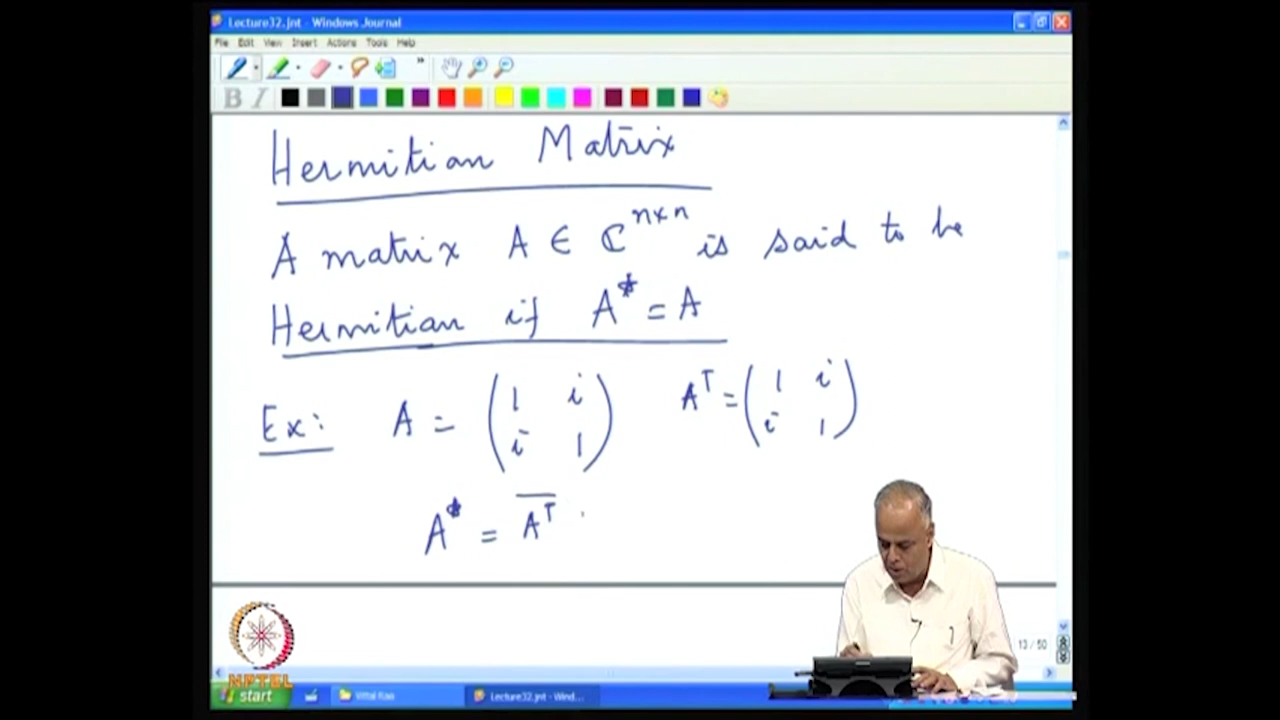 Lecture32.jnt - Windows Journal
File Edit View Insert Actions Tools Help
B I
Hermitian Matrix
A matrix A ∈ ℂ^{n×n} is said to be
Hermitian if A* = A
Ex: A = (1 i; i 1) A^T = (1 i; i 1)
A* = \overline{A^T}
13 / 50
NPTEL
start Vittal Rao Lecture32.jnt - Wind...